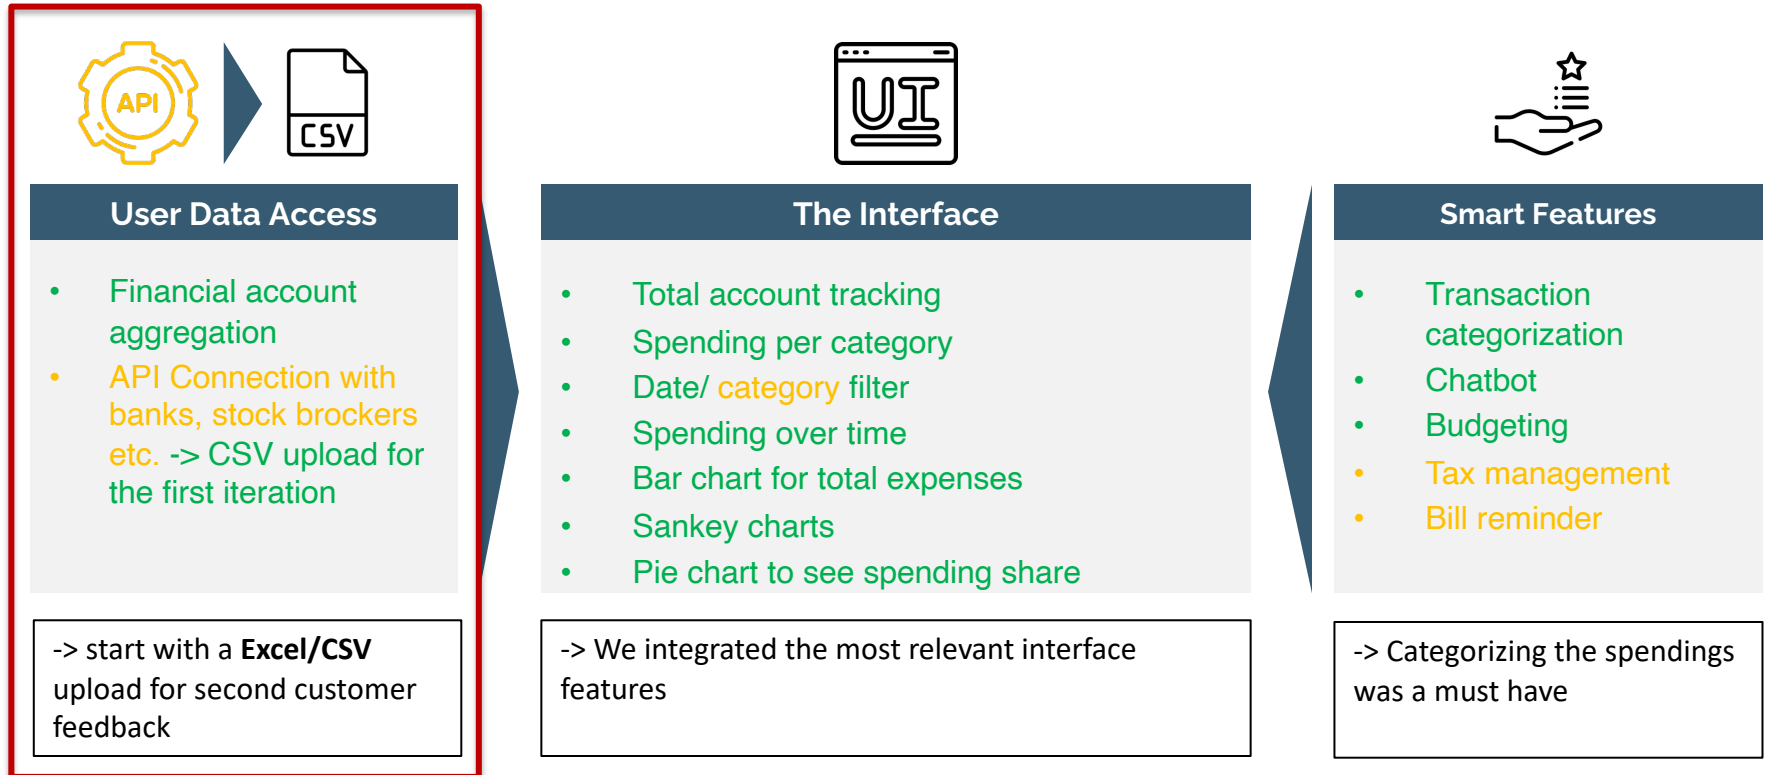 API
CSV
UI
User Data Access
• Financial account
aggregation
• API Connection with
banks, stock brockers
etc. -> CSV upload for
the first iteration
-> start with a Excel/CSV
upload for second customer
feedback
The Interface
• Total account tracking
• Spending per category
• Date/ category filter
• Spending over time
• Bar chart for total expenses
• Sankey charts
• Pie chart to see spending share
-> We integrated the most relevant interface
features
Smart Features
• Transaction
categorization
• Chatbot
• Budgeting
• Tax management
• Bill reminder
-> Categorizing the spendings
was a must have